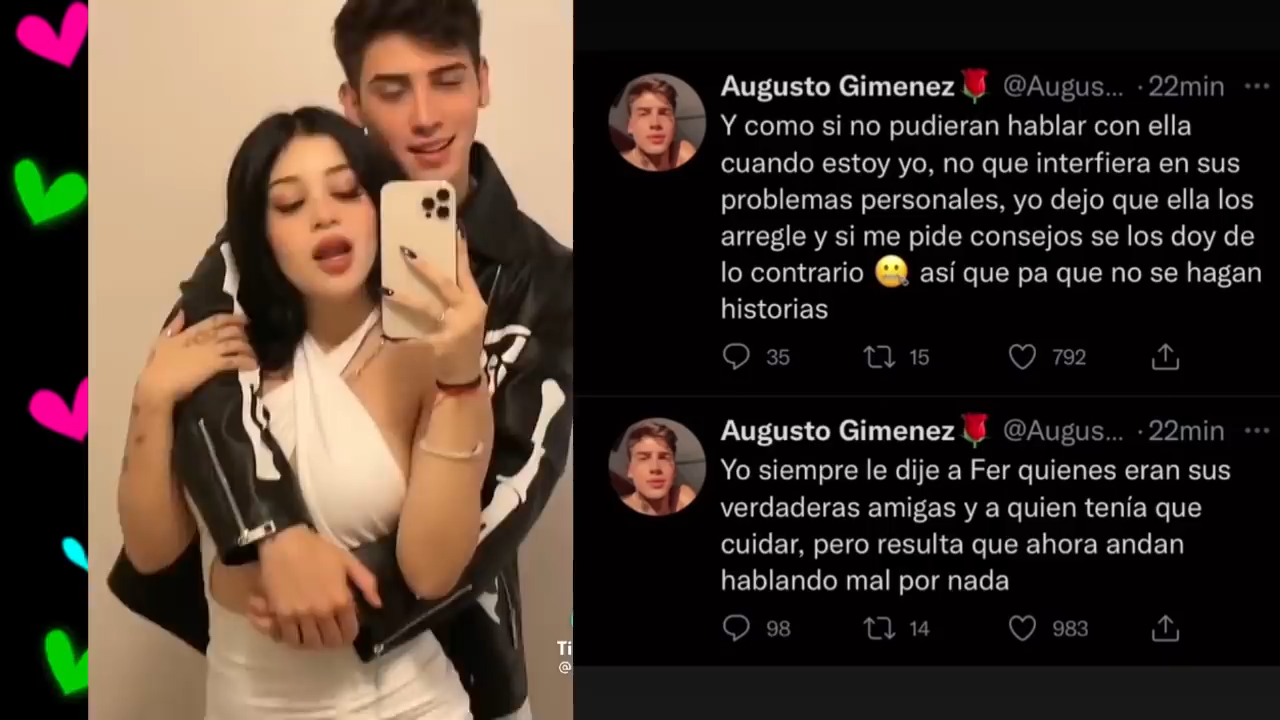 Augusto Gimenez🌹 @Augus... · 22min ...
Y como si no pudieran hablar con ella
cuando estoy yo, no que interfiera en sus
problemas personales, yo dejo que ella los
arregle y si me pide consejos se los doy de
lo contrario 🤐 así que pa que no se hagan
historias
35 15 792
Augusto Gimenez🌹 @Augus... · 22min ...
Yo siempre le dije a Fer quienes eran sus
verdaderas amigas y a quien tenía que
cuidar, pero resulta que ahora andan
hablando mal por nada
98 14 983
Ti
@